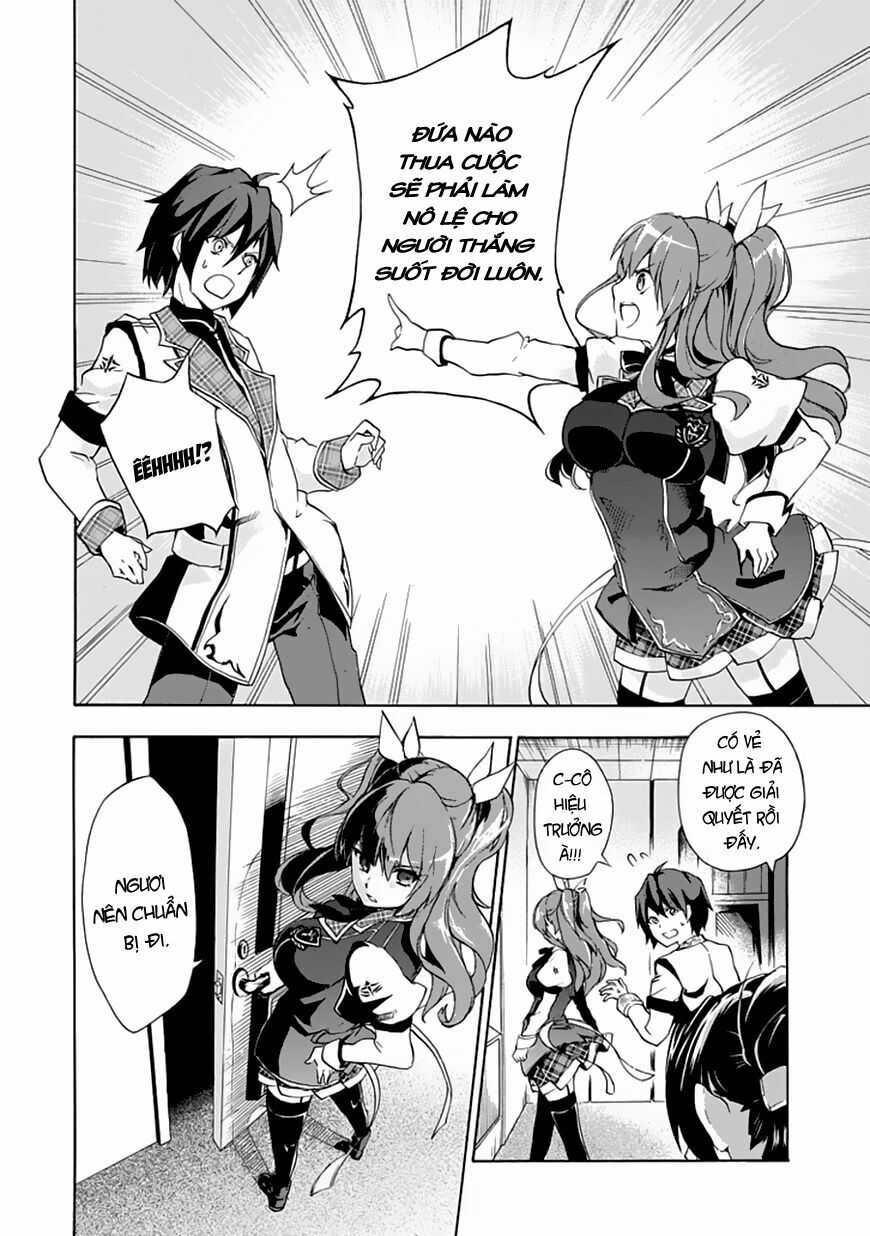 ĐỨA NÀO
THUA CUỘC
SẼ PHẢI LÀM
NÔ LỆ CHO
NGƯỜI THẮNG
SUỐT ĐỜI LUÔN.
ÊÊHHHH!?
CÓ VẺ
NHƯ LÀ ĐÃ
ĐƯỢC GIẢI
QUYẾT RỒI
ĐẤY.
C-CÔ
HIỆU
TRƯỞNG
À!!!
NGƯƠI
NÊN CHUẨN
BỊ ĐI.